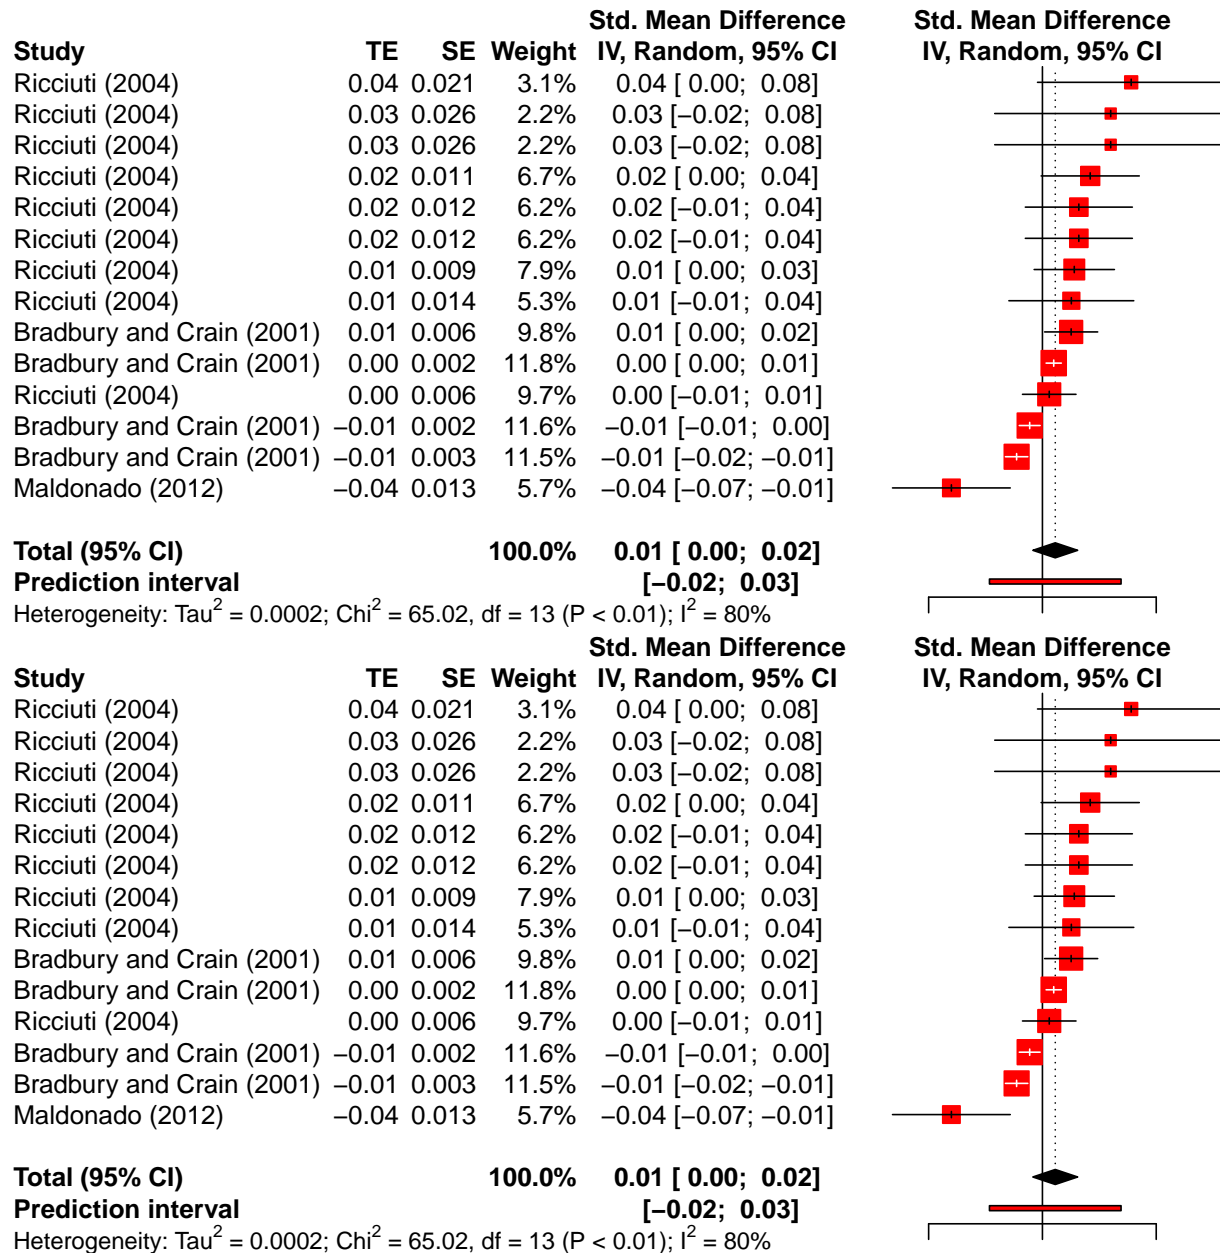 Std. Mean Difference Std. Mean Difference
Study TE SE Weight IV, Random, 95% CI IV, Random, 95% CI
Ricciuti (2004) 0.04 0.021 3.1% 0.04 [ 0.00; 0.08]
Ricciuti (2004) 0.03 0.026 2.2% 0.03 [−0.02; 0.08]
Ricciuti (2004) 0.03 0.026 2.2% 0.03 [−0.02; 0.08]
Ricciuti (2004) 0.02 0.011 6.7% 0.02 [ 0.00; 0.04]
Ricciuti (2004) 0.02 0.012 6.2% 0.02 [−0.01; 0.04]
Ricciuti (2004) 0.02 0.012 6.2% 0.02 [−0.01; 0.04]
Ricciuti (2004) 0.01 0.009 7.9% 0.01 [ 0.00; 0.03]
Ricciuti (2004) 0.01 0.014 5.3% 0.01 [−0.01; 0.04]
Bradbury and Crain (2001) 0.01 0.006 9.8% 0.01 [ 0.00; 0.02]
Bradbury and Crain (2001) 0.00 0.002 11.8% 0.00 [ 0.00; 0.01]
Ricciuti (2004) 0.00 0.006 9.7% 0.00 [−0.01; 0.01]
Bradbury and Crain (2001) −0.01 0.002 11.6% −0.01 [−0.01; 0.00]
Bradbury and Crain (2001) −0.01 0.003 11.5% −0.01 [−0.02; −0.01]
Maldonado (2012) −0.04 0.013 5.7% −0.04 [−0.07; −0.01]
Total (95% CI) 100.0% 0.01 [ 0.00; 0.02]
Prediction interval [−0.02; 0.03]
Heterogeneity: Tau² = 0.0002; Chi² = 65.02, df = 13 (P < 0.01); I² = 80%
Std. Mean Difference Std. Mean Difference
Study TE SE Weight IV, Random, 95% CI IV, Random, 95% CI
Ricciuti (2004) 0.04 0.021 3.1% 0.04 [ 0.00; 0.08]
Ricciuti (2004) 0.03 0.026 2.2% 0.03 [−0.02; 0.08]
Ricciuti (2004) 0.03 0.026 2.2% 0.03 [−0.02; 0.08]
Ricciuti (2004) 0.02 0.011 6.7% 0.02 [ 0.00; 0.04]
Ricciuti (2004) 0.02 0.012 6.2% 0.02 [−0.01; 0.04]
Ricciuti (2004) 0.02 0.012 6.2% 0.02 [−0.01; 0.04]
Ricciuti (2004) 0.01 0.009 7.9% 0.01 [ 0.00; 0.03]
Ricciuti (2004) 0.01 0.014 5.3% 0.01 [−0.01; 0.04]
Bradbury and Crain (2001) 0.01 0.006 9.8% 0.01 [ 0.00; 0.02]
Bradbury and Crain (2001) 0.00 0.002 11.8% 0.00 [ 0.00; 0.01]
Ricciuti (2004) 0.00 0.006 9.7% 0.00 [−0.01; 0.01]
Bradbury and Crain (2001) −0.01 0.002 11.6% −0.01 [−0.01; 0.00]
Bradbury and Crain (2001) −0.01 0.003 11.5% −0.01 [−0.02; −0.01]
Maldonado (2012) −0.04 0.013 5.7% −0.04 [−0.07; −0.01]
Total (95% CI) 100.0% 0.01 [ 0.00; 0.02]
Prediction interval [−0.02; 0.03]
Heterogeneity: Tau² = 0.0002; Chi² = 65.02, df = 13 (P < 0.01); I² = 80%